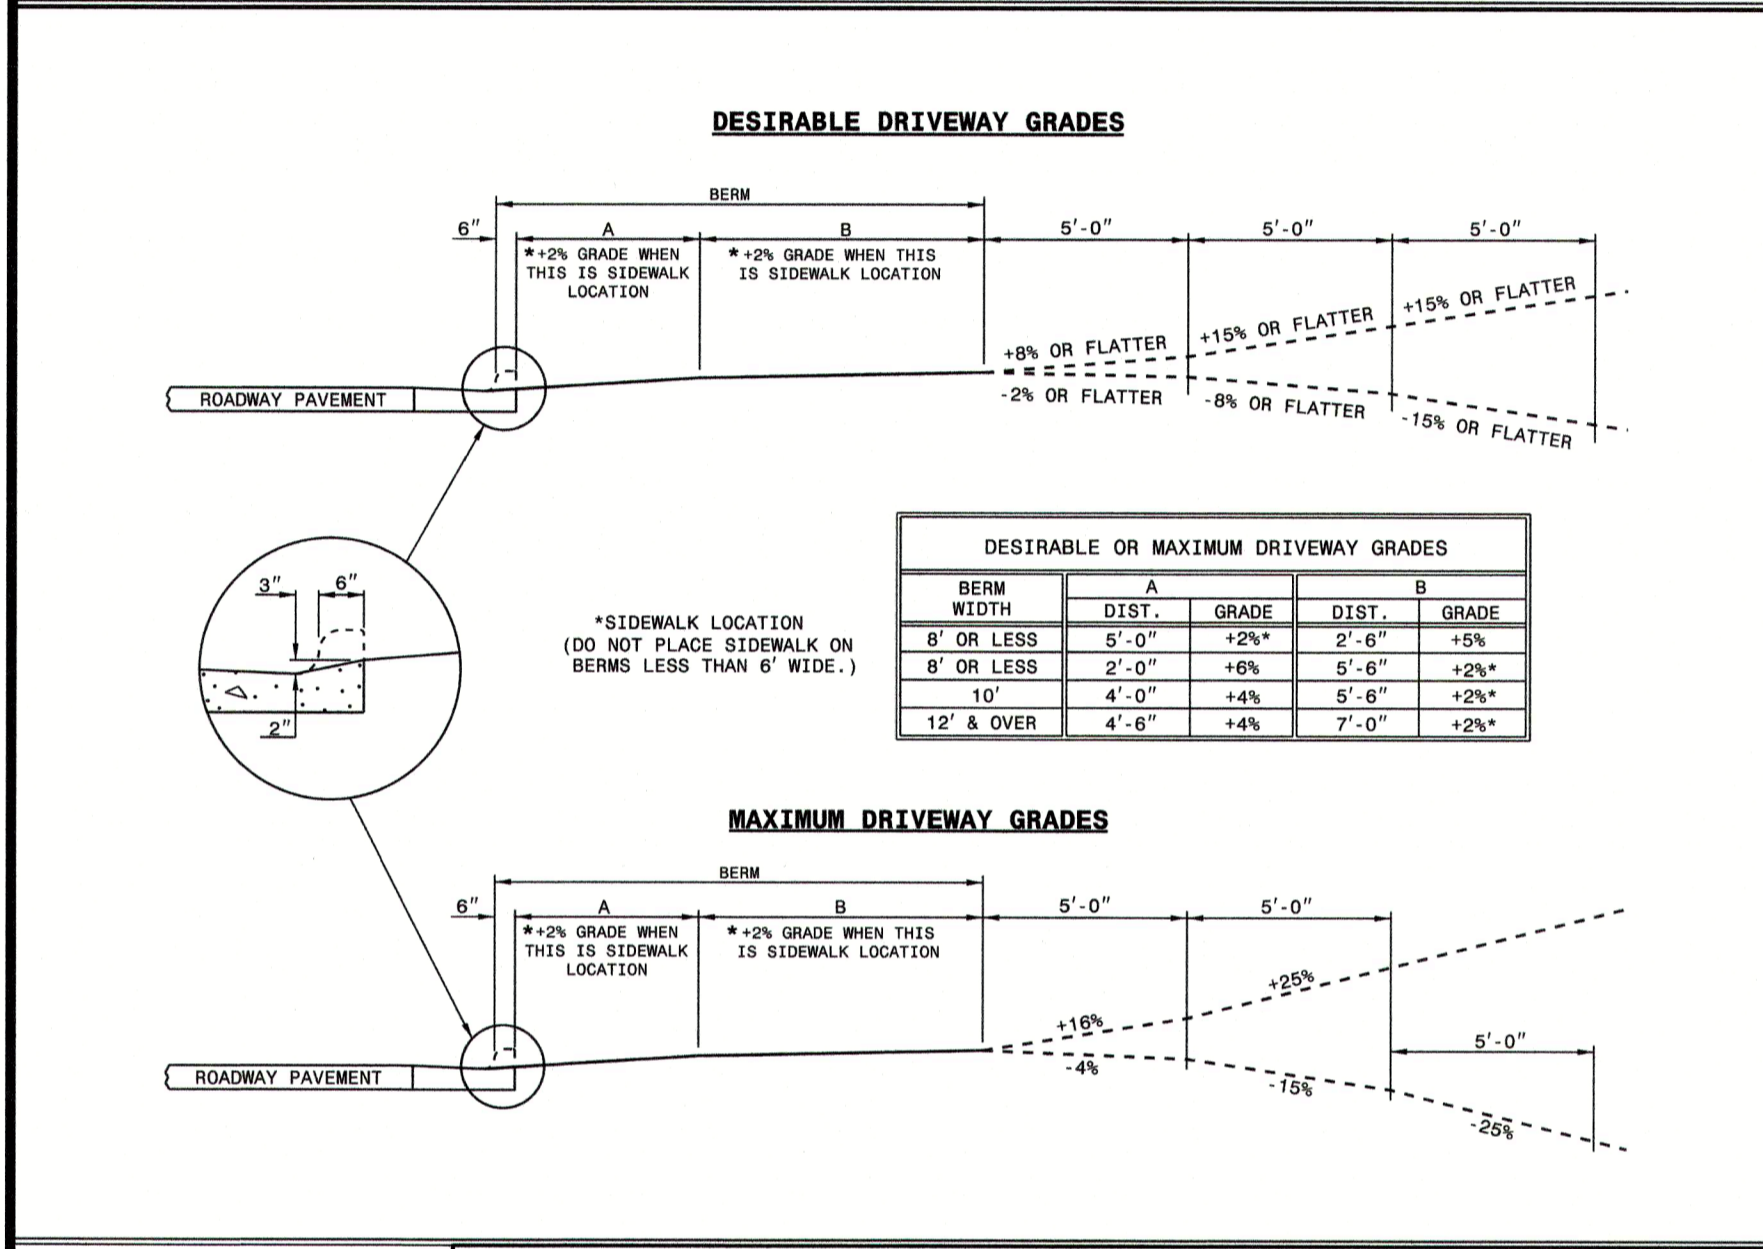 DESIRABLE DRIVEWAY GRADES
BERM
6" A B 5'-0" 5'-0" 5'-0"
*+2% GRADE WHEN
THIS IS SIDEWALK
LOCATION
*+2% GRADE WHEN THIS
IS SIDEWALK LOCATION
+8% OR FLATTER
+15% OR FLATTER
+15% OR FLATTER
-2% OR FLATTER
-8% OR FLATTER
-15% OR FLATTER
ROADWAY PAVEMENT
3" 6"
2"
*SIDEWALK LOCATION
(DO NOT PLACE SIDEWALK ON
BERMS LESS THAN 6' WIDE.)
DESIRABLE OR MAXIMUM DRIVEWAY GRADES
BERM
WIDTH
A B
DIST. GRADE DIST. GRADE
8' OR LESS 5'-0" +2%* 2'-6" +5%
8' OR LESS 2'-0" +6% 5'-6" +2%*
10' 4'-0" +4% 5'-6" +2%*
12' & OVER 4'-6" +4% 7'-0" +2%*
MAXIMUM DRIVEWAY GRADES
BERM
6" A B 5'-0" 5'-0"
*+2% GRADE WHEN
THIS IS SIDEWALK
LOCATION
*+2% GRADE WHEN THIS
IS SIDEWALK LOCATION
+16%
+25%
5'-0"
-4%
-15%
-25%
ROADWAY PAVEMENT